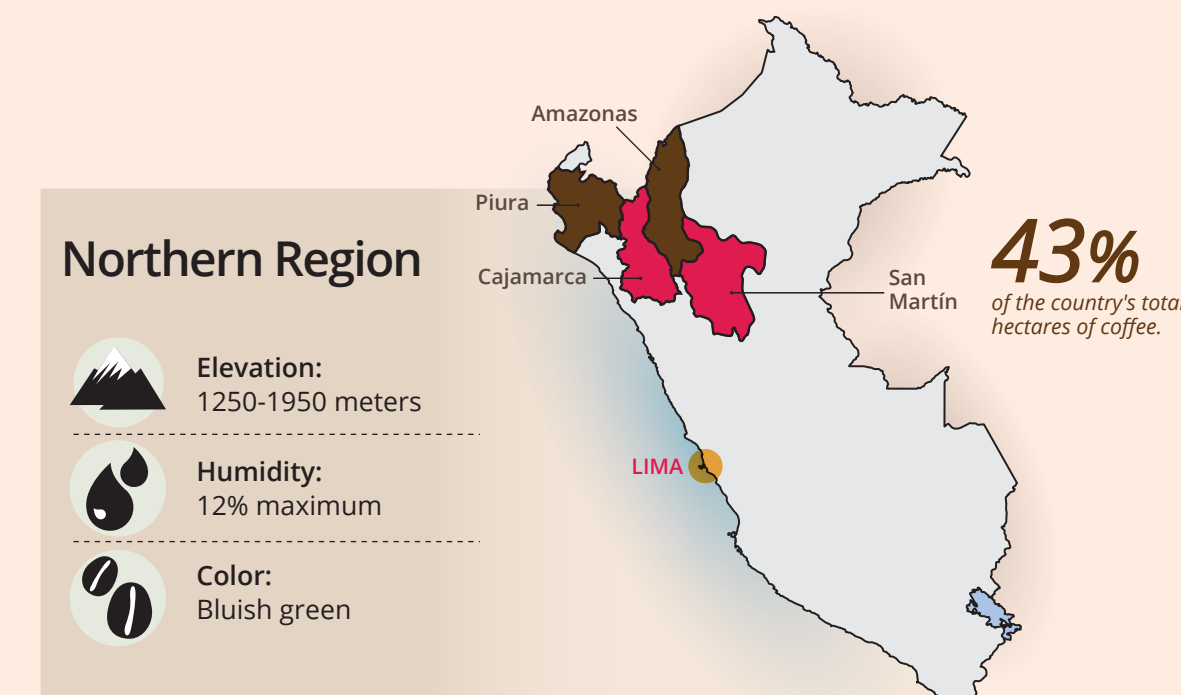 Amazonas
Piura
Northern Region
Cajamarca
San
Martín
43%
of the country's total
hectares of coffee.
Elevation:
1250-1950 meters
LIMA
Humidity:
12% maximum
Color:
Bluish green